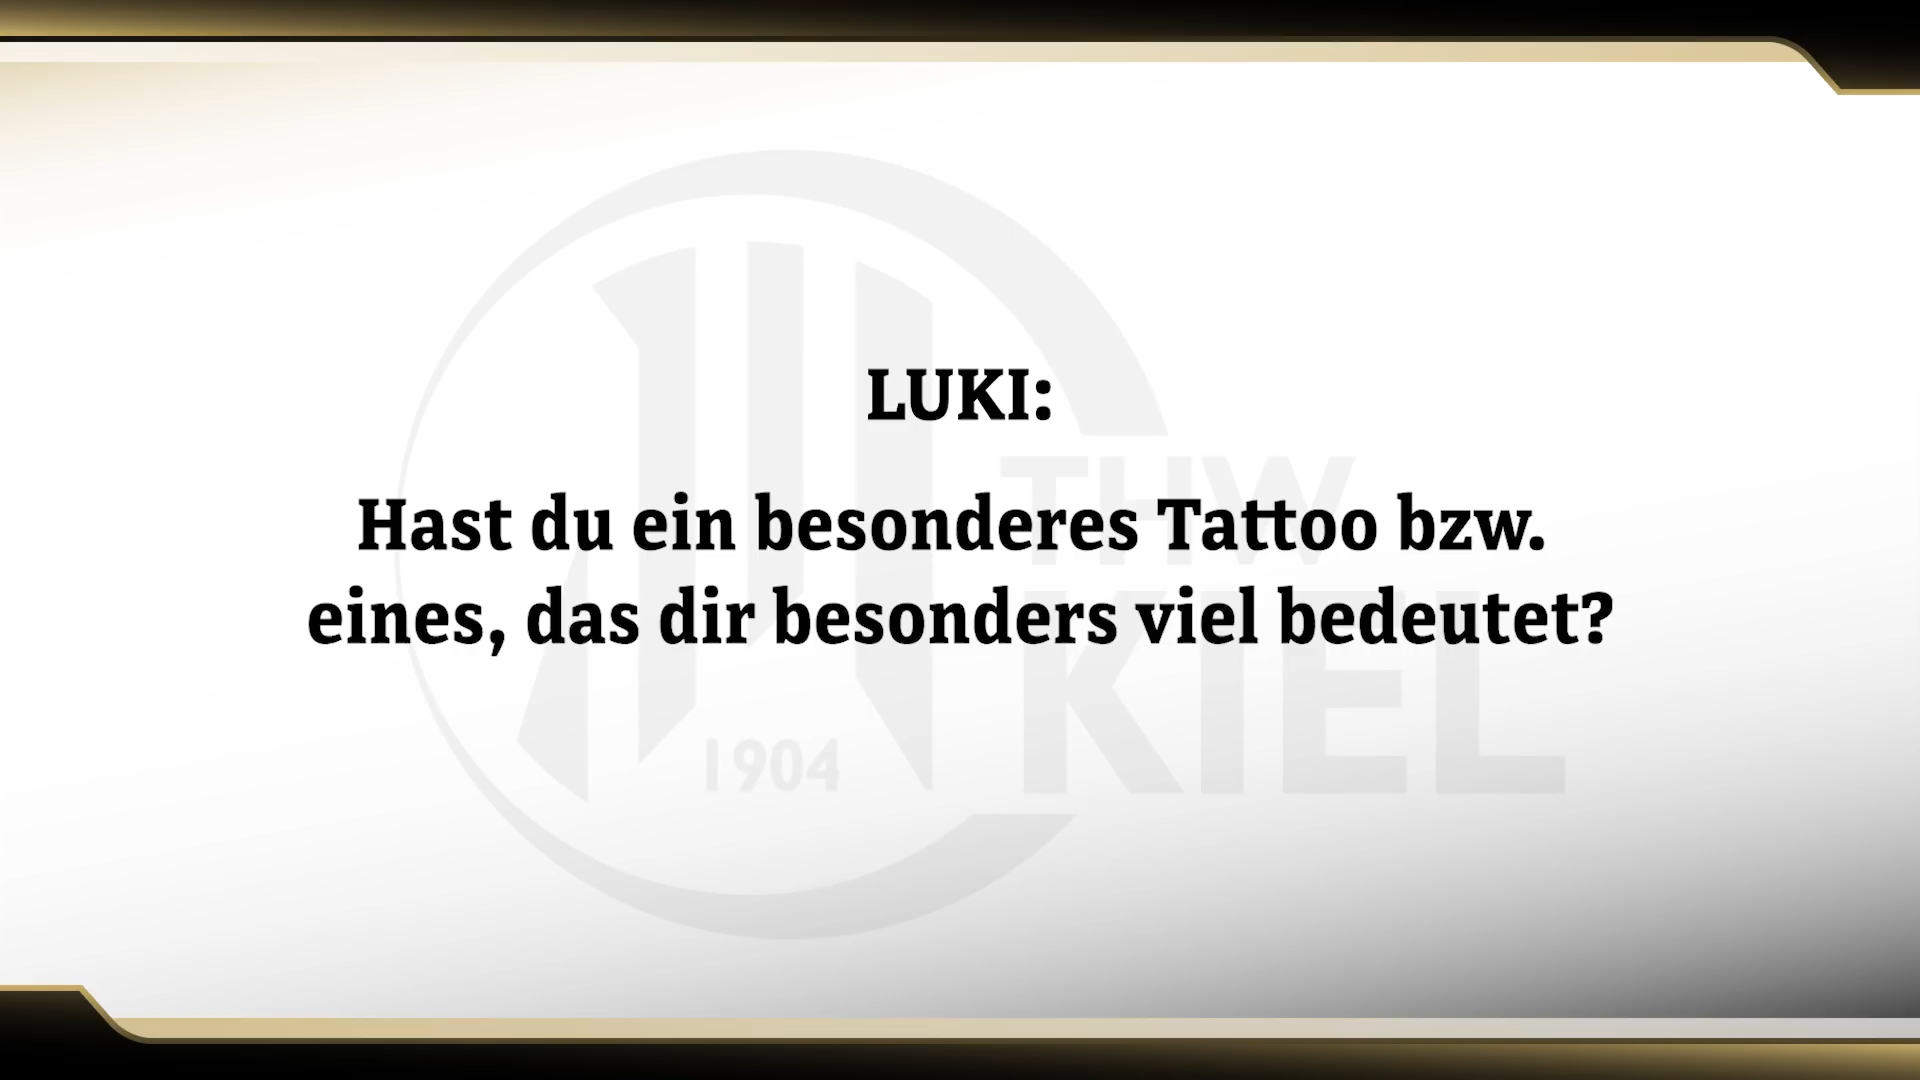 LUKI:
Hast du ein besonderes Tattoo bzw.
eines, das dir besonders viel bedeutet?
THW
KIEL
1904